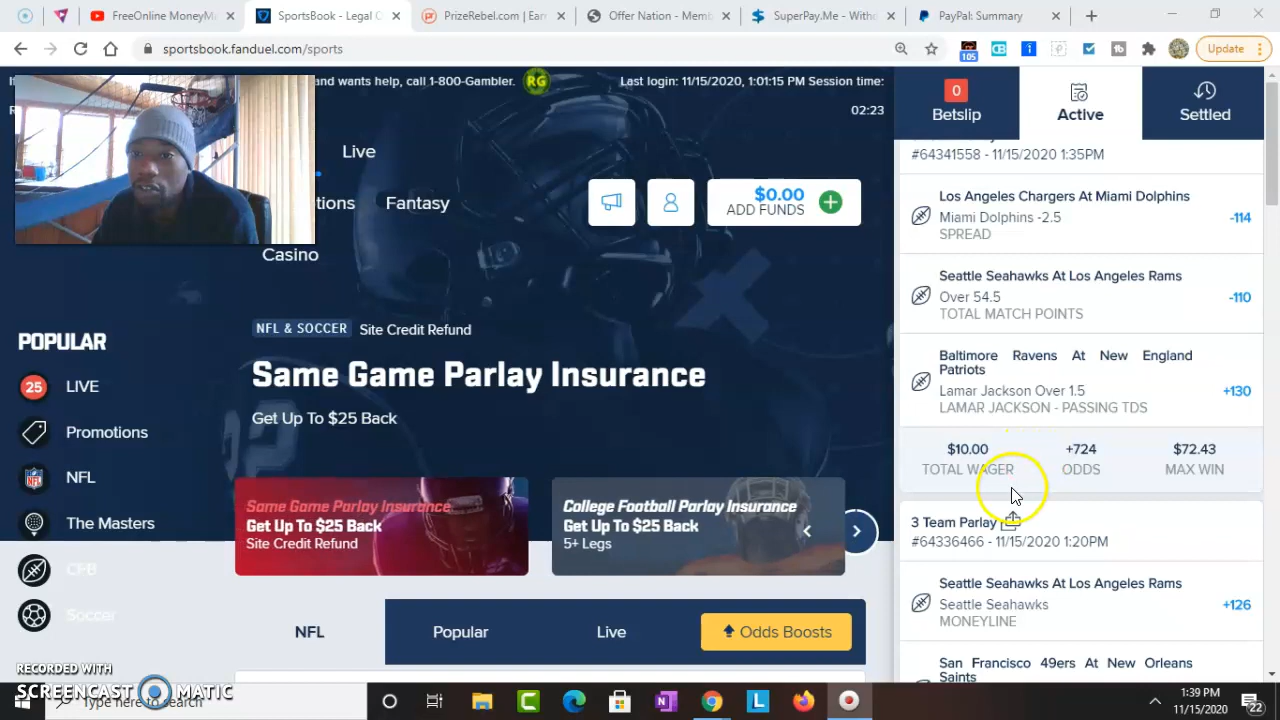 FreeOnline MoneyM
SportsBook - Legal
PrizeRebel.com | Earn
Offer Nation - Memb
SuperPay.Me - Withd
PayPal: Summary
sportsbook.fanduel.com/sports
105
CB
Update
and wants help, call 1-800-Gambler.
RG
Last login: 11/15/2020, 1:01:15 PM Session time:
02:23
Live
Fantasy
Casino
$0.00
ADD FUNDS
POPULAR
25
LIVE
Promotions
NFL
The Masters
CFB
Soccer
NFL & SOCCER
Site Credit Refund
Same Game Parlay Insurance
Get Up To $25 Back
Same Game Parlay Insurance
Get Up To $25 Back
Site Credit Refund
College Football Parlay Insurance
Get Up To $25 Back
5+ Legs
NFL
Popular
Live
Odds Boosts
0
Betslip
Active
Settled
#64341558 - 11/15/2020 1:35PM
Los Angeles Chargers At Miami Dolphins
Miami Dolphins -2.5
-114
SPREAD
Seattle Seahawks At Los Angeles Rams
Over 54.5
-110
TOTAL MATCH POINTS
Baltimore Ravens At New England
Patriots
Lamar Jackson Over 1.5
+130
LAMAR JACKSON - PASSING TDS
$10.00
+724
$72.43
TOTAL WAGER
ODDS
MAX WIN
3 Team Parlay
#64336466 - 11/15/2020 1:20PM
Seattle Seahawks At Los Angeles Rams
Seattle Seahawks
+126
MONEYLINE
San Francisco 49ers At New Orleans
Saints
RECORDED WITH
SCREENCAST MATIC
Type here to search
1:39 PM
11/15/2020
22